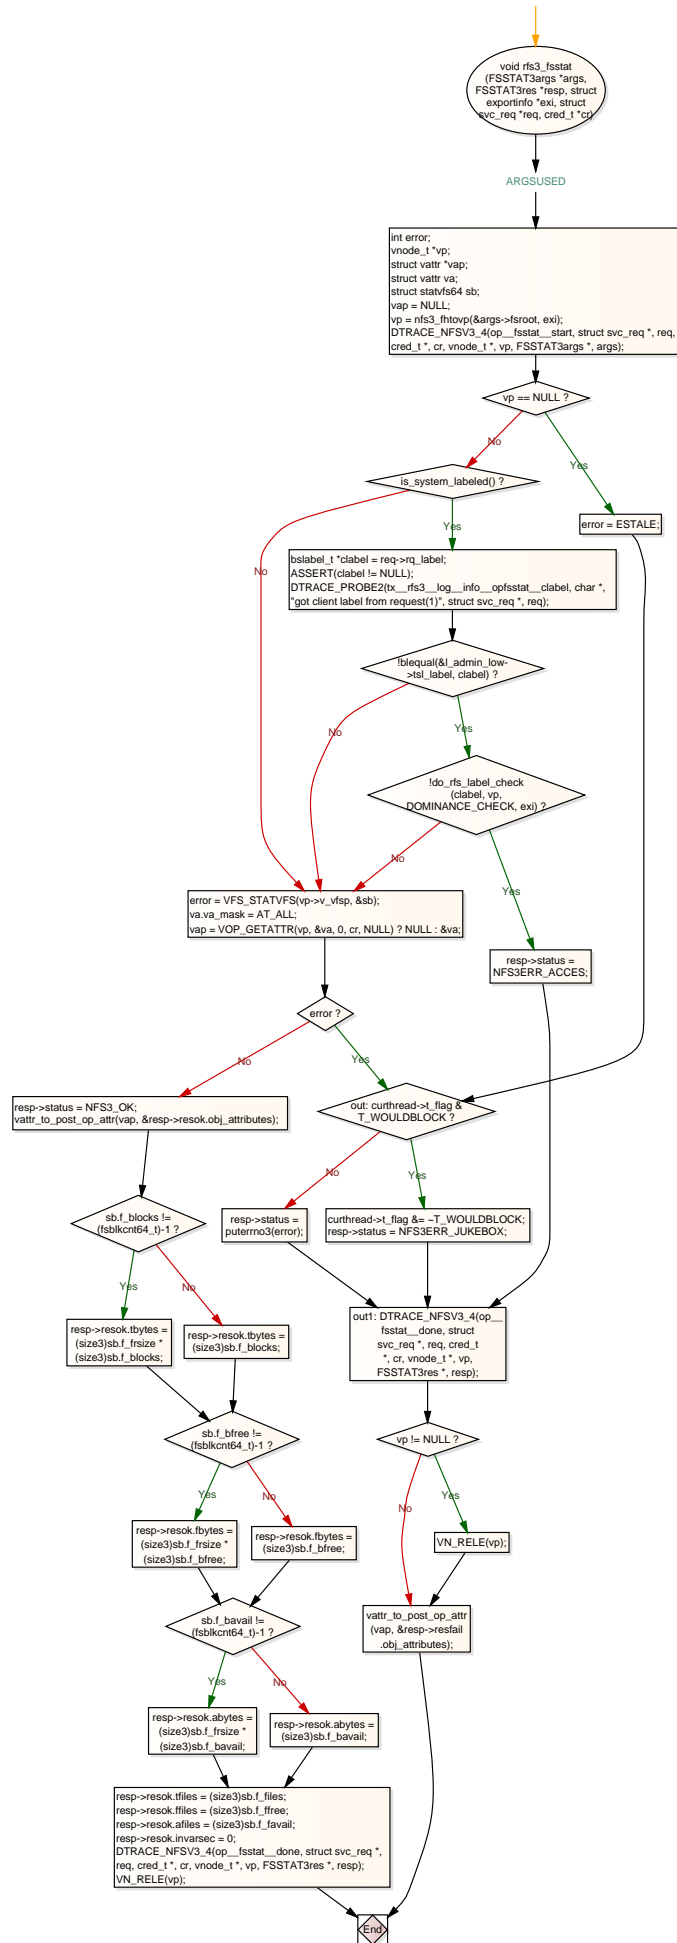 void rfs3_fsstat
(FSSTAT3args *args,
FSSTAT3res *resp, struct
exportinfo *exi, struct
svc_req *req, cred_t *cr)
ARGSUSED
int error;
vnode_t *vp;
struct vattr *vap;
struct vattr va;
struct statvfs64 sb;
vap = NULL;
vp = nfs3_fhtovp(&args->fsroot, exi);
DTRACE_NFSV3_4(op__fsstat__start, struct svc_req *, req,
cred_t *, cr, vnode_t *, vp, FSSTAT3args *, args);
vp == NULL ?
No
Yes
is_system_labeled() ?
error = ESTALE;
Yes
No
bslabel_t *clabel = req->rq_label;
ASSERT(clabel != NULL);
DTRACE_PROBE2(tx__rfs3__log__info__opfsstat__clabel, char *,
"got client label from request(1)", struct svc_req *, req);
!blequal(&l_admin_low-
>tsl_label, clabel) ?
No
Yes
!do_rfs_label_check
(clabel, vp,
DOMINANCE_CHECK, exi) ?
No
Yes
error = VFS_STATVFS(vp->v_vfsp, &sb);
va.va_mask = AT_ALL;
vap = VOP_GETATTR(vp, &va, 0, cr, NULL) ? NULL : &va;
resp->status =
NFS3ERR_ACCES;
error ?
No
Yes
resp->status = NFS3_OK;
vattr_to_post_op_attr(vap, &resp->resok.obj_attributes);
out: curthread->t_flag &
T_WOULDBLOCK ?
No
Yes
sb.f_blocks !=
(fsblkcnt64_t)-1 ?
resp->status =
puterrno3(error);
curthread->t_flag &= ~T_WOULDBLOCK;
resp->status = NFS3ERR_JUKEBOX;
Yes
No
resp->resok.tbytes =
(size3)sb.f_frsize *
(size3)sb.f_blocks;
resp->resok.tbytes =
(size3)sb.f_blocks;
out1: DTRACE_NFSV3_4(op__
fsstat__done, struct
svc_req *, req, cred_t
*, cr, vnode_t *, vp,
FSSTAT3res *, resp);
sb.f_bfree !=
(fsblkcnt64_t)-1 ?
vp != NULL ?
Yes
No
No
Yes
resp->resok.fbytes =
(size3)sb.f_frsize *
(size3)sb.f_bfree;
resp->resok.fbytes =
(size3)sb.f_bfree;
VN_RELE(vp);
sb.f_bavail !=
(fsblkcnt64_t)-1 ?
vattr_to_post_op_attr
(vap, &resp->resfail
.obj_attributes);
Yes
No
resp->resok.abytes =
(size3)sb.f_frsize *
(size3)sb.f_bavail;
resp->resok.abytes =
(size3)sb.f_bavail;
resp->resok.tfiles = (size3)sb.f_files;
resp->resok.ffiles = (size3)sb.f_ffree;
resp->resok.afiles = (size3)sb.f_favail;
resp->resok.invarsec = 0;
DTRACE_NFSV3_4(op__fsstat__done, struct svc_req *,
req, cred_t *, cr, vnode_t *, vp, FSSTAT3res *, resp);
VN_RELE(vp);
End